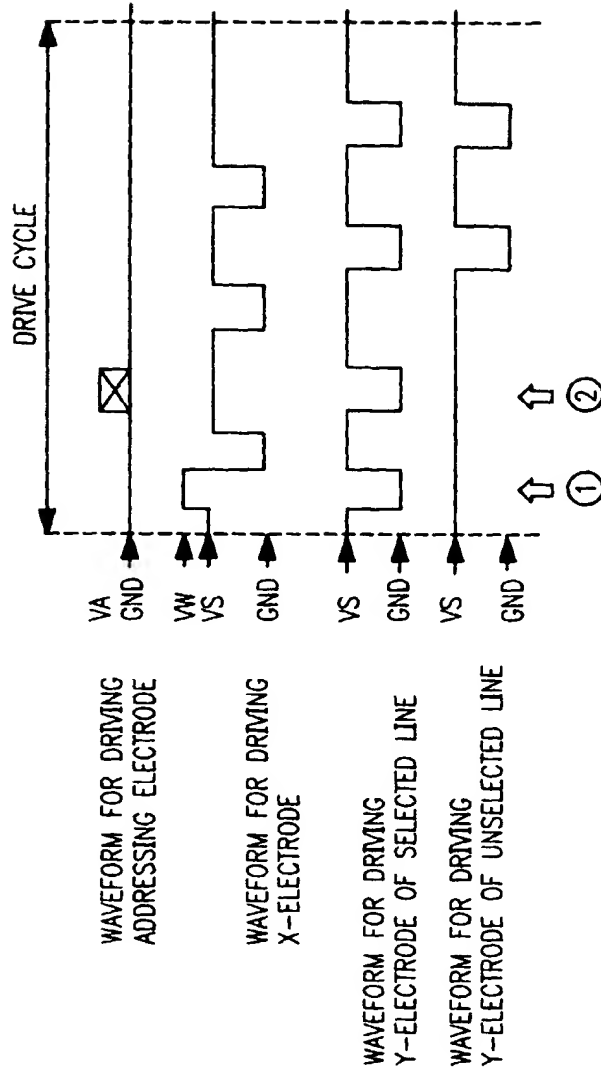 DRIVE CYCLE
WAVEFORM FOR DRIVING
ADDRESSING ELECTRODE
VA
GND
WAVEFORM FOR DRIVING
X-ELECTRODE
VW
VS
GND
WAVEFORM FOR DRIVING
Y-ELECTRODE OF SELECTED LINE
VS
GND
WAVEFORM FOR DRIVING
Y-ELECTRODE OF UNSELECTED LINE
VS
GND
① ②